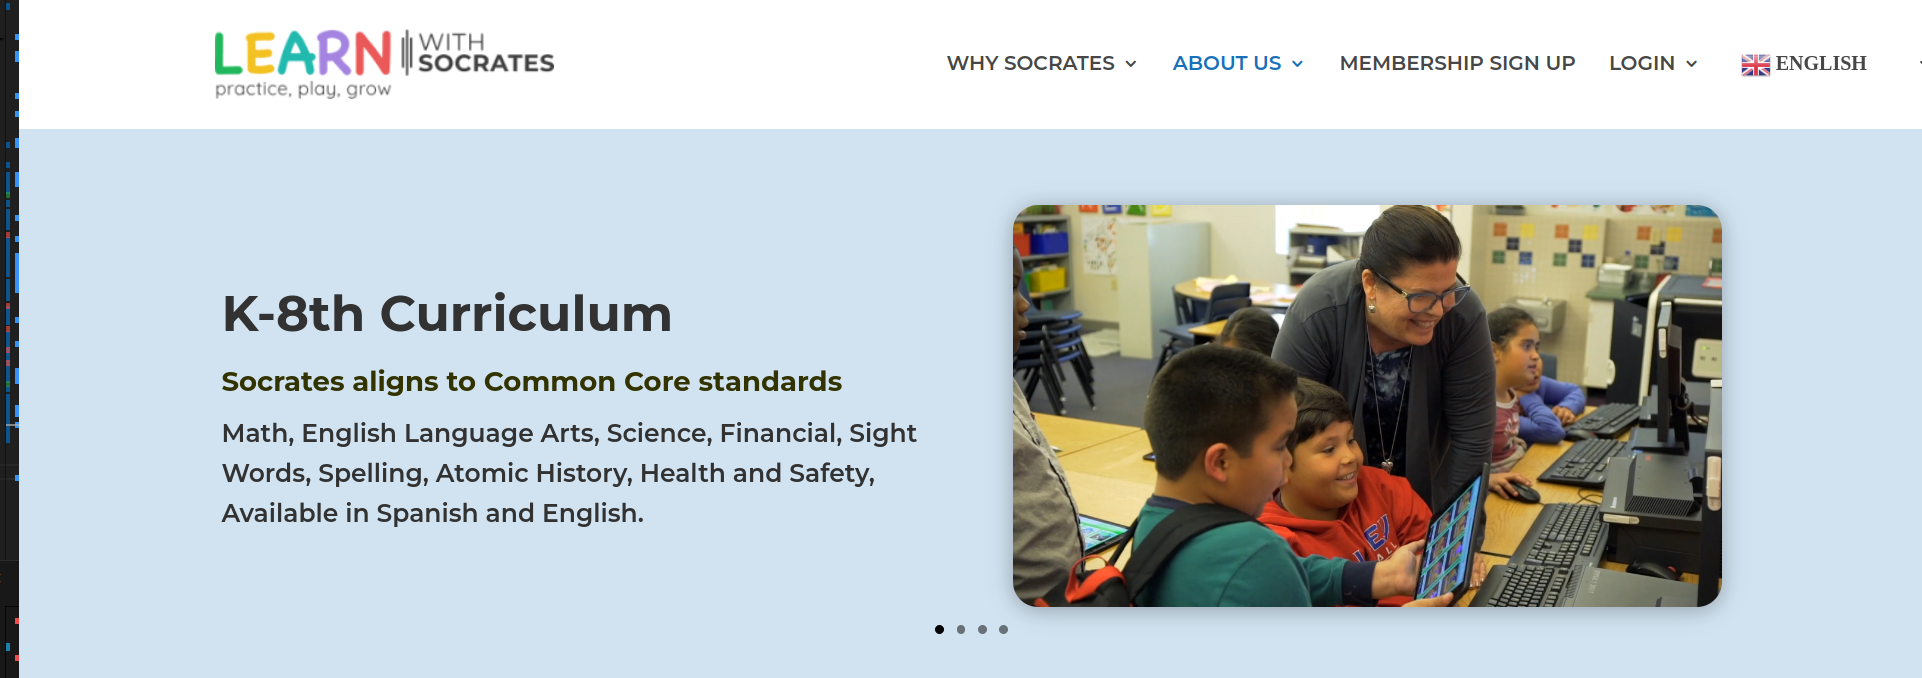 LEARN WITH
SOCRATES
practice, play, grow
WHY SOCRATES ABOUT US MEMBERSHIP SIGN UP LOGIN ENGLISH
K-8th Curriculum
Socrates aligns to Common Core standards
Math, English Language Arts, Science, Financial, Sight
Words, Spelling, Atomic History, Health and Safety,
Available in Spanish and English.